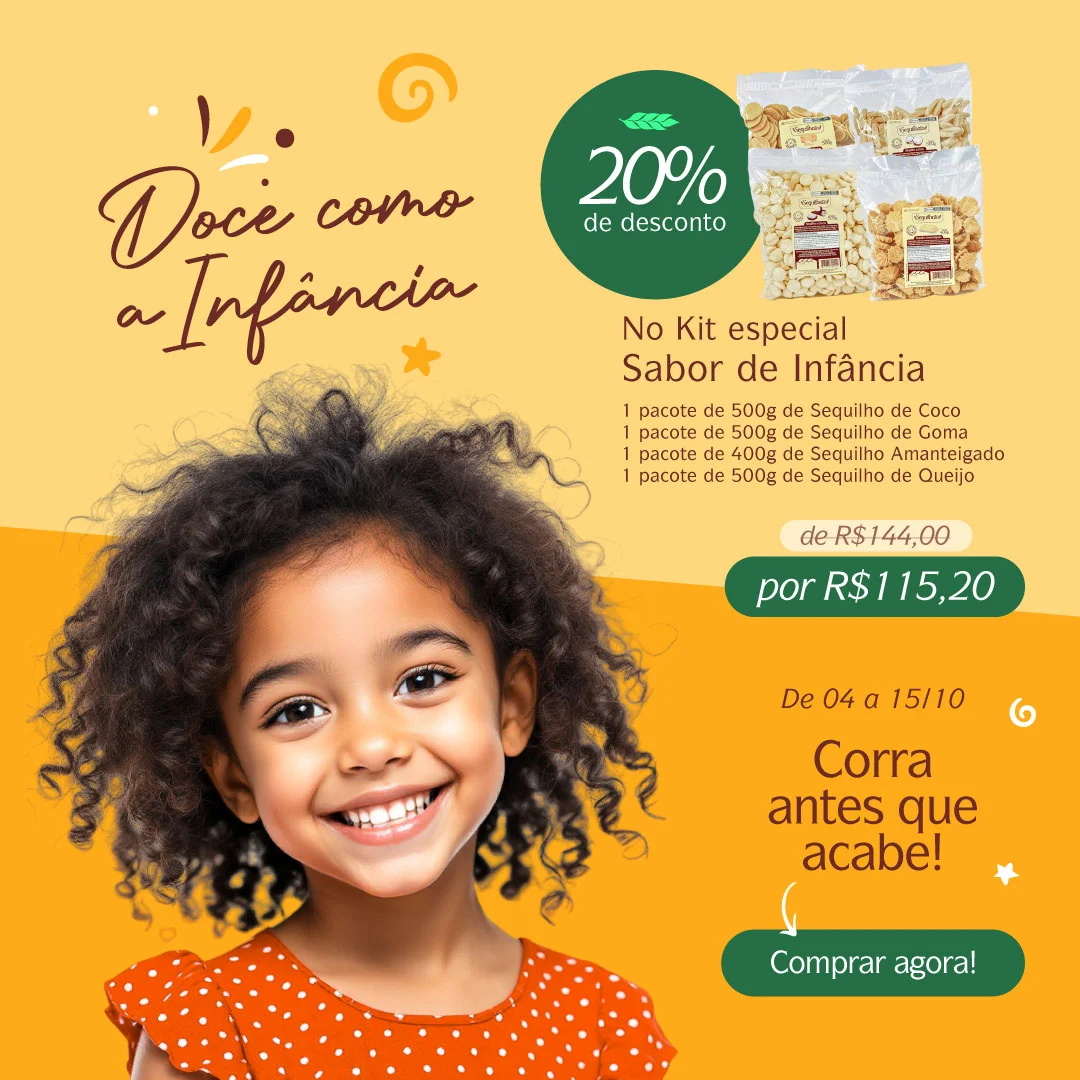 Doce como
a Infância
20%
de desconto
Sequilhaio!
Sequilhaio!
No Kit especial
Sabor de Infância
1 pacote de 500g de Sequilho de Coco
1 pacote de 500g de Sequilho de Goma
1 pacote de 400g de Sequilho Amanteigado
1 pacote de 500g de Sequilho de Queijo
de R$144,00
por R$115,20
De 04 a 15/10
Corra
antes que
acabe!
Comprar agora!